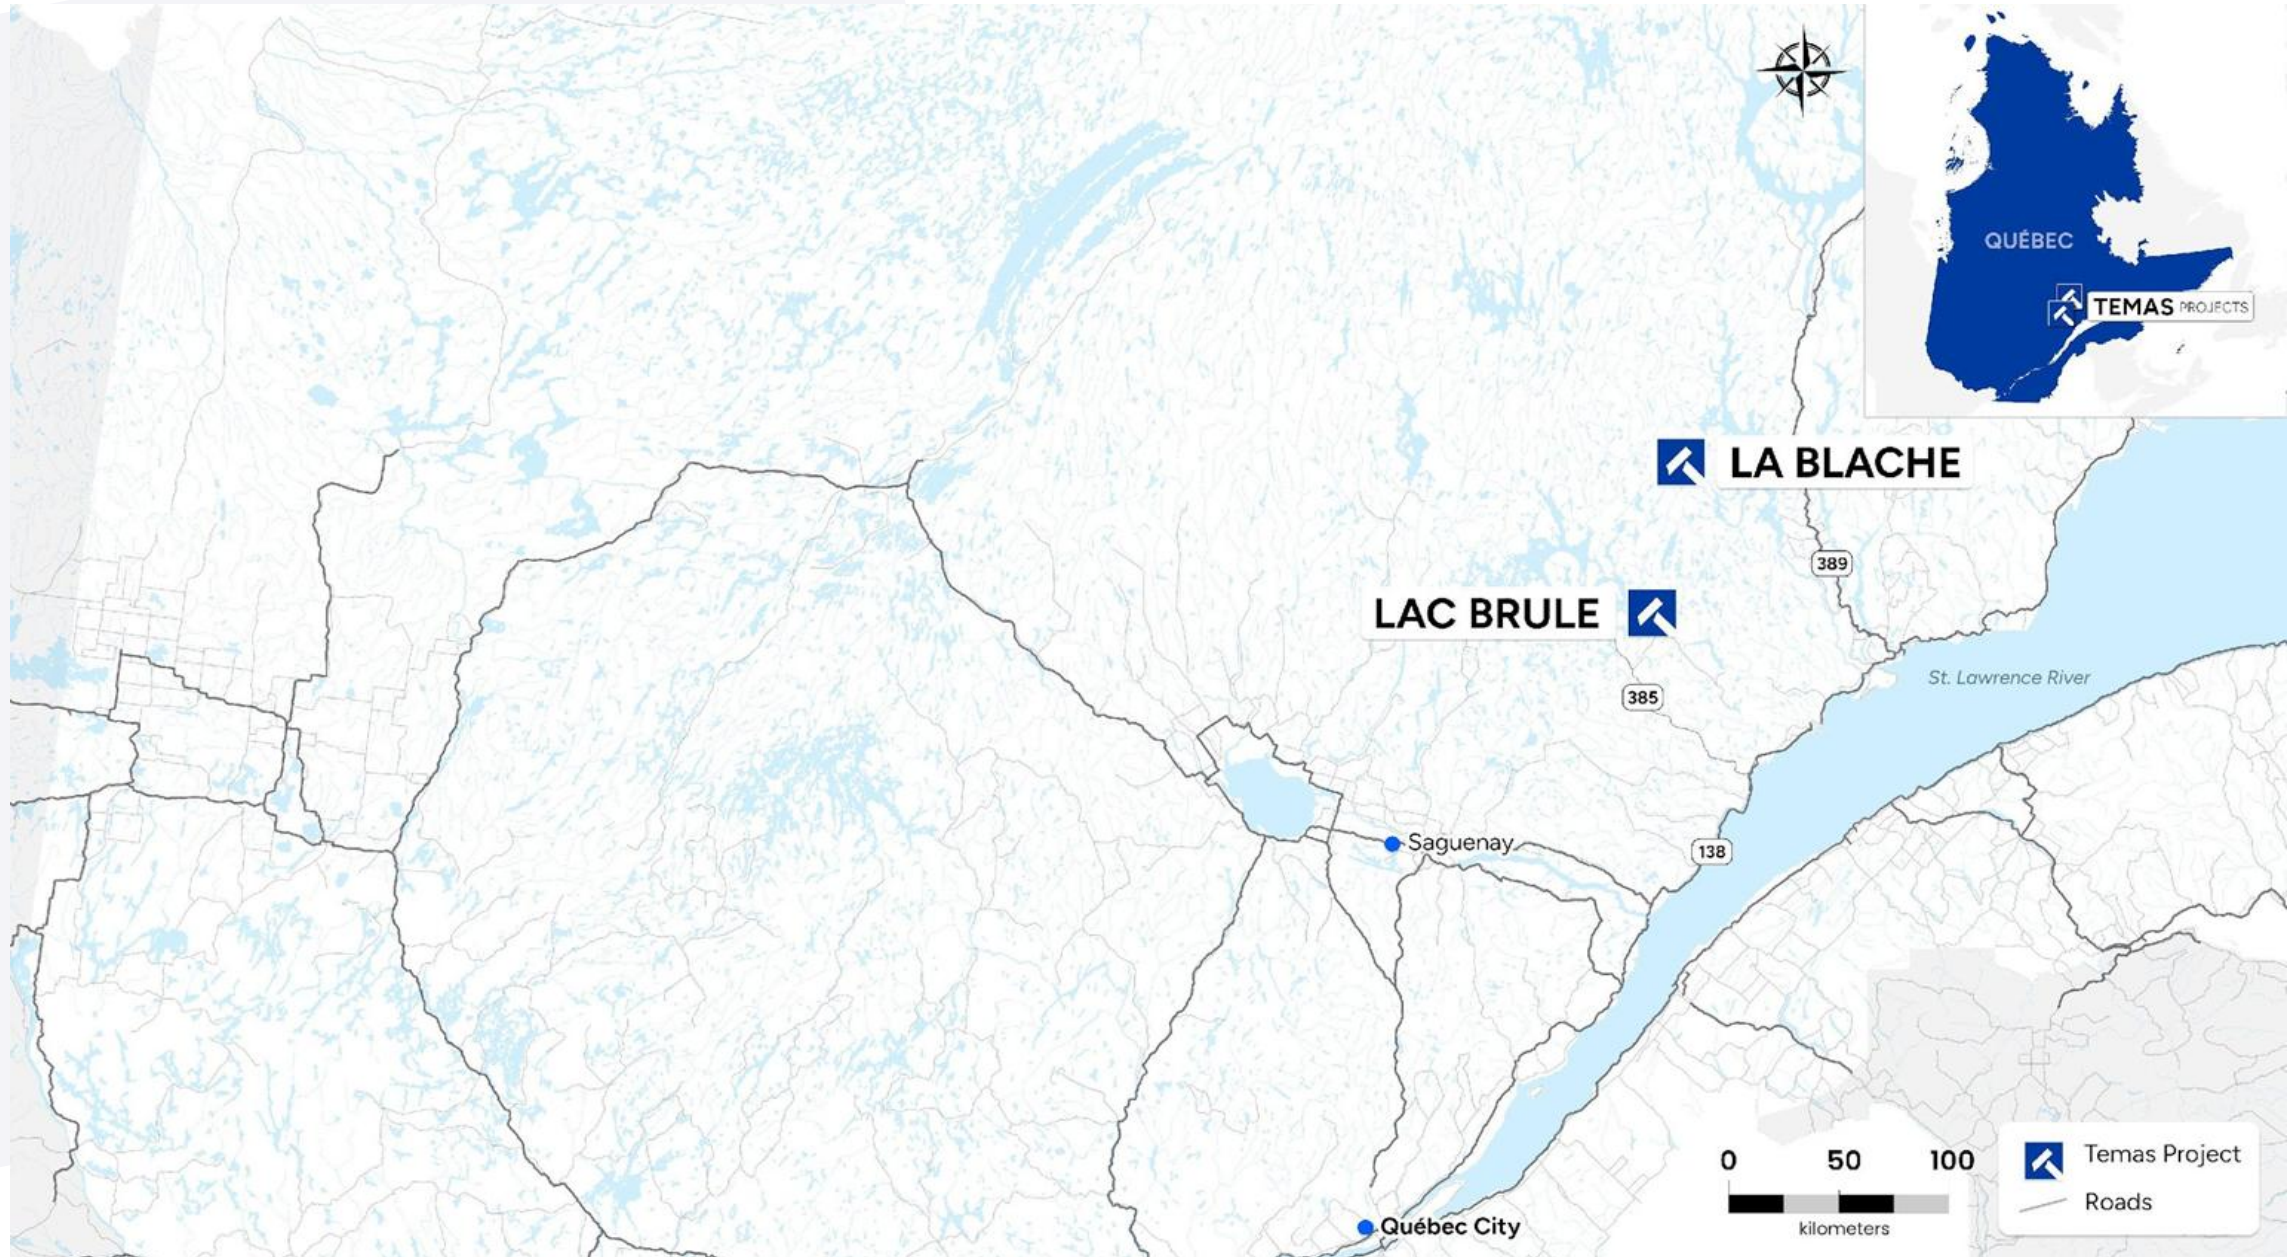 QUÉBEC
TEMAS PROJECTS
LA BLACHE
389
LAC BRULE
St. Lawrence River
385
Saguenay
138
0 50 100
kilometers
Temas Project
Roads
Québec City